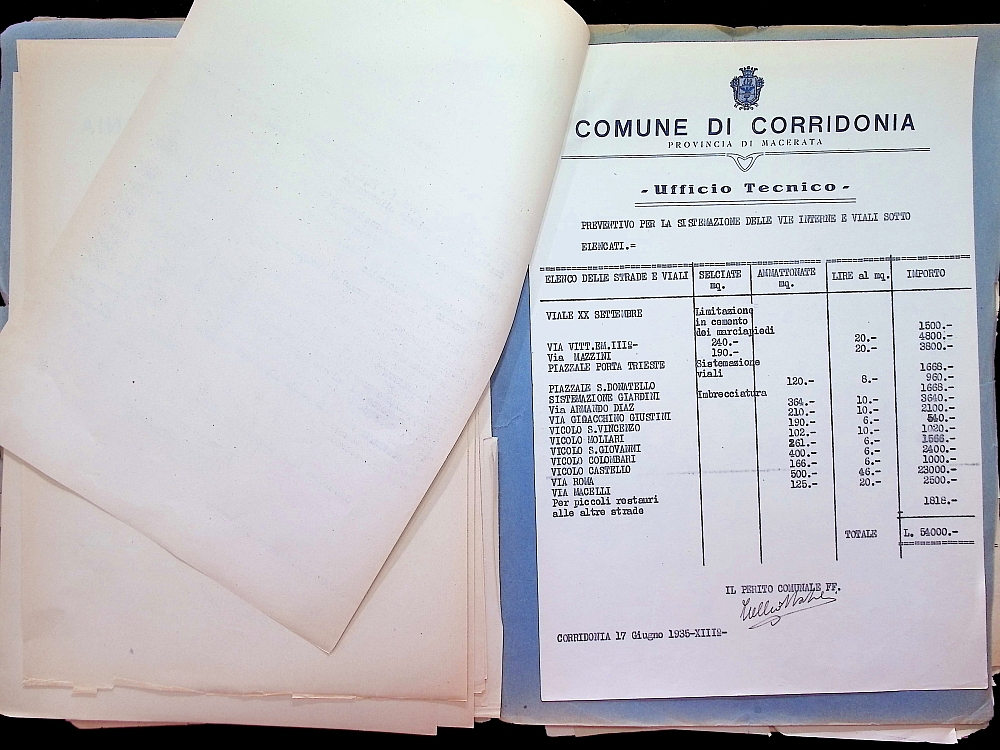 COMUNE DI CORRIDONIA
PROVINCIA DI MACERATA
- Ufficio Tecnico -
PREVENTIVO PER LA SISTEMAZIONE DELLE VIE INTERNE E VIALI SOTTO
ELENCATI.=
ELENCO DELLE STRADE E VIALI SELCIATE mq. AMMATTONATE mq. LIRE al mq. IMPORTO
VIALE XX SETTEMBRE Limitazione
in cemento
dei marciapiedi 1500.-
VIA VITT.EM.III°- 240.- 20.- 4800.-
Via MAZZINI 190.- 20.- 3800.-
PIAZZALE PORTA TRIESTE Sistemazione
viali 1668.-
PIAZZALE S.DONATELLO 120.- 8.- 960.-
SISTEMAZIONE GIARDINI Imbrecciatura 1668.-
Via ARMANDO DIAZ 364.- 10.- 3640.-
VIA GIOACCHINO GIUSTINI 210.- 10.- 2100.-
VICOLO S.VINCENZO 190.- 6.-
VICOLO MOLLARI 102.- 10.- 1020.-
VICOLO S.GIOVANNI 261.- 6.- 1566.-
VICOLO COLOMBARI 400.- 6.- 2400.-
VICOLO CASTELLO 166.- 6.- 1000.-
VIA ROMA 500.- 46.- 23000.-
VIA MACELLI 125.- 20.- 2500.-
Per piccoli restauri
alle altre strade 1818.-
TOTALE L. 54000.-
IL PERITO COMUNALE FF.
CORRIDONIA 17 Giugno 1935-XIII°-